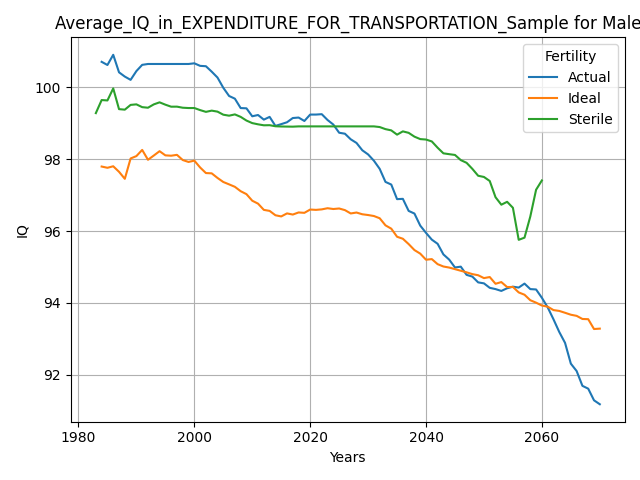 Average_IQ_in_EXPENDITURE_FOR_TRANSPORTATION_Sample for Male
Fertility
Actual
Ideal
Sterile
100
98
96
94
92
IQ
1980
2000
2020
2040
2060
Years